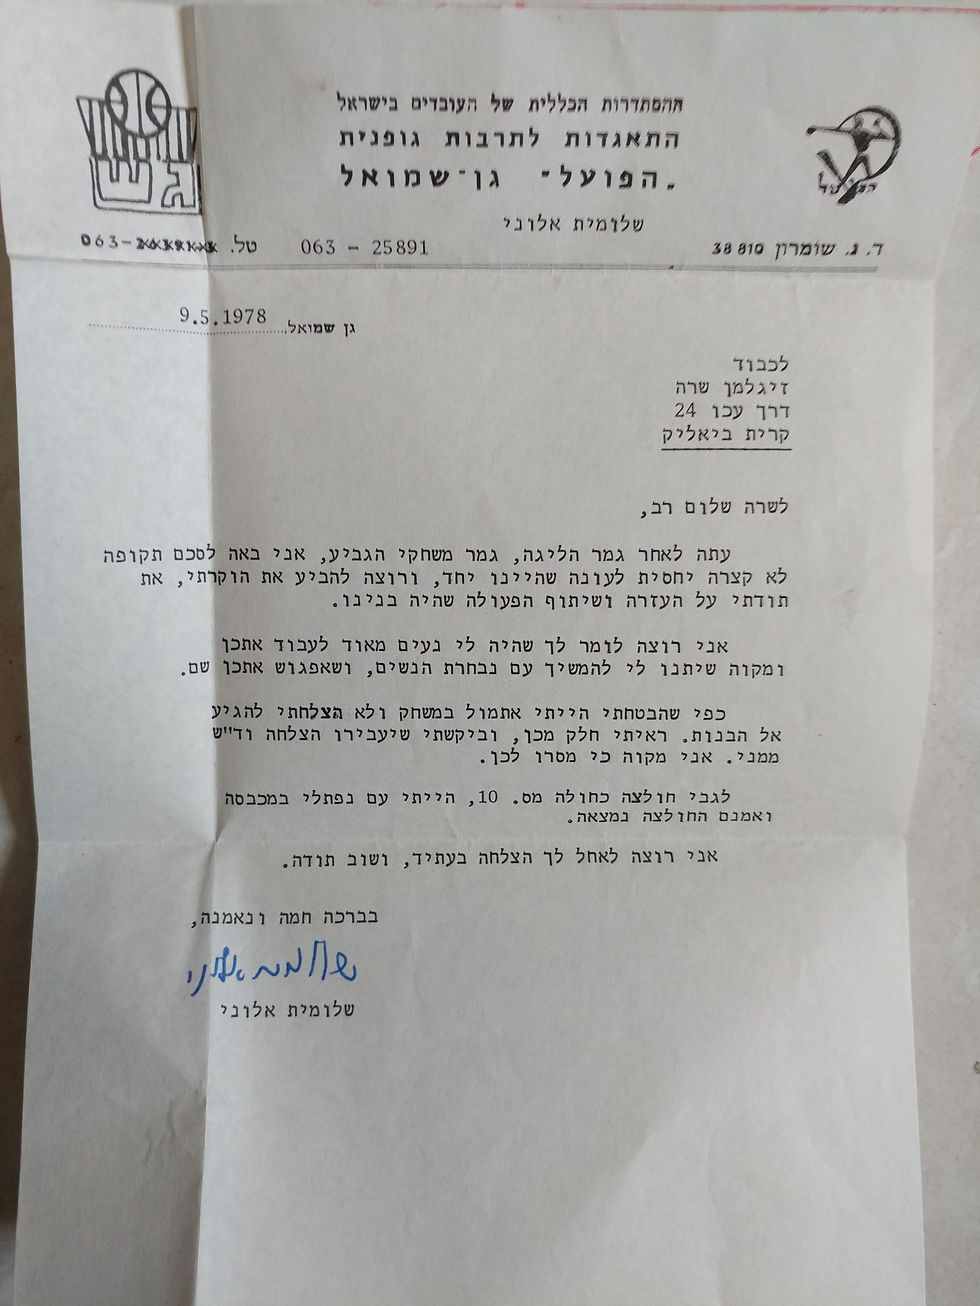 ההסתדרות הכללית של העובדים בישראל
התאגדות לתרבות גופנית
"הפועל" גן־שמואל
שלומית אלוני
ד. ג. שומרון 38810 063 - 25891 טל. 063-
גן שמואל, 9.5.1978
לכבוד
זיגלמן שרה
דרך עכו 24
קרית ביאליק
לשרה שלום רב,
עתה לאחר גמר הליגה, גמר משחקי הגביע, אני באה לסכם תקופה
לא קצרה יחסית לעונה שהיינו יחד, ורוצה להביע את הוקרתי, את
תודתי על העזרה ושיתוף הפעולה שהיה בנינו.
אני רוצה לומר לך שהיה לי נעים מאוד לעבוד אתכן
ומקוה שיתנו לי להמשיך עם נבחרת הנשים, ושאפגוש אתכן שם.
כפי שהבטחתי הייתי אתמול במשחק ולא הצלחתי להגיע
אל הבנות. ראיתי חלק מכן, וביקשתי שיעבירו הצלחה וד"ש
ממני. אני מקוה כי מסרו לכן.
לגבי חולצה כחולה מס. 10, הייתי עם נפתלי במכבסה
ואמנם החולצה נמצאה.
אני רוצה לאחל לך הצלחה בעתיד, ושוב תודה.
בברכה חמה ונאמנה,
שלומית אלוני
שלומית אלוני